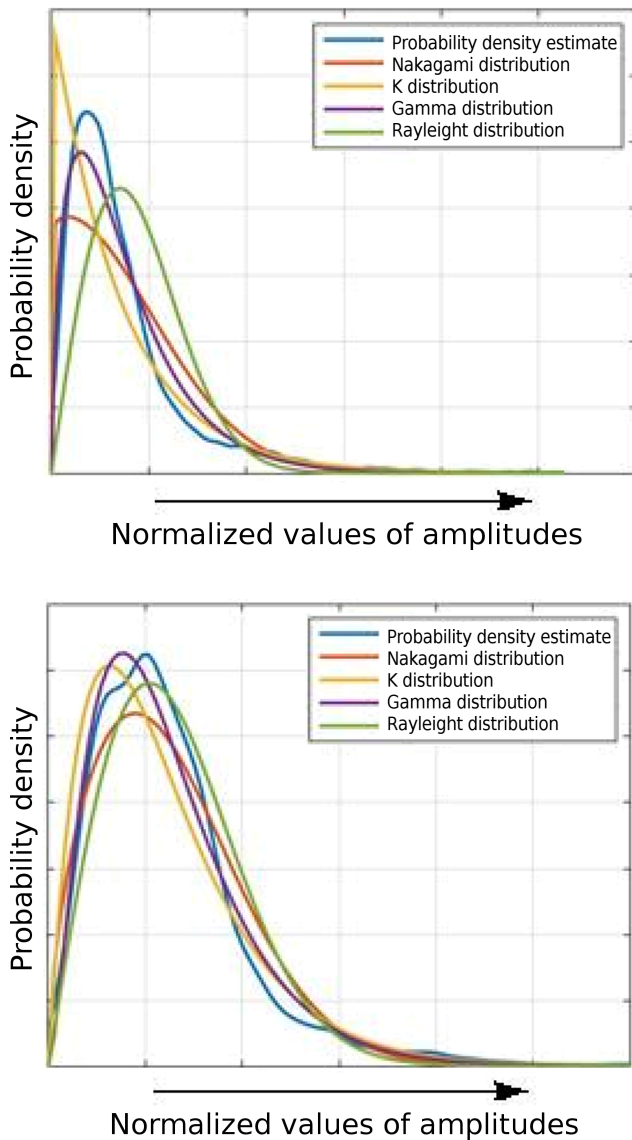 Probability density estimate
Nakagami distribution
K distribution
Gamma distribution
Rayleight distribution
Probability density
Normalized values of amplitudes
Probability density estimate
Nakagami distribution
K distribution
Gamma distribution
Rayleight distribution
Probability density
Normalized values of amplitudes